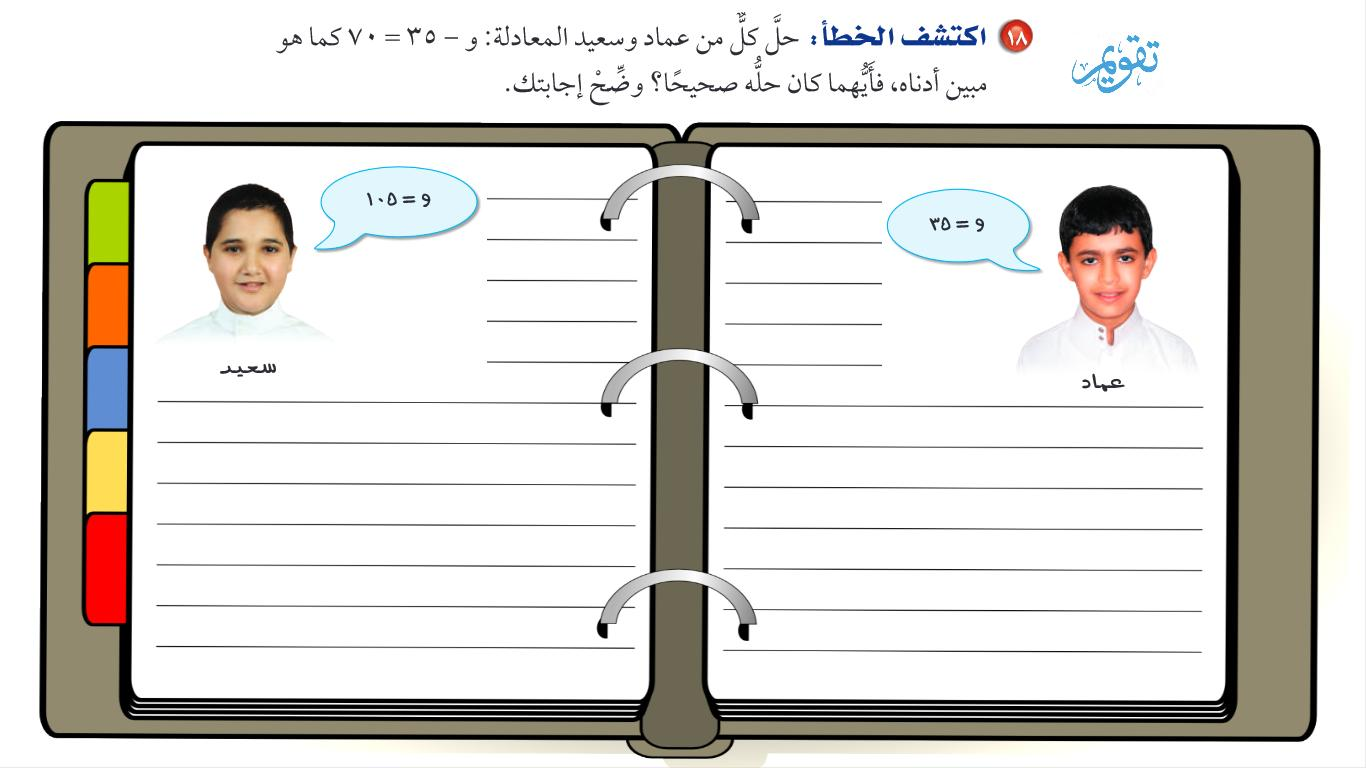 تقويم
١٨ اكتشف الخطأ: حلَّ كلٌّ من عماد وسعيد المعادلة: و - ٣٥ = ٧٠ كما هو
مبين أدناه، فأيُّهما كان حلُّه صحيحًا؟ وضِّحْ إجابتك.
و = ٣٥
عماد
و = ١٠٥
سعيد